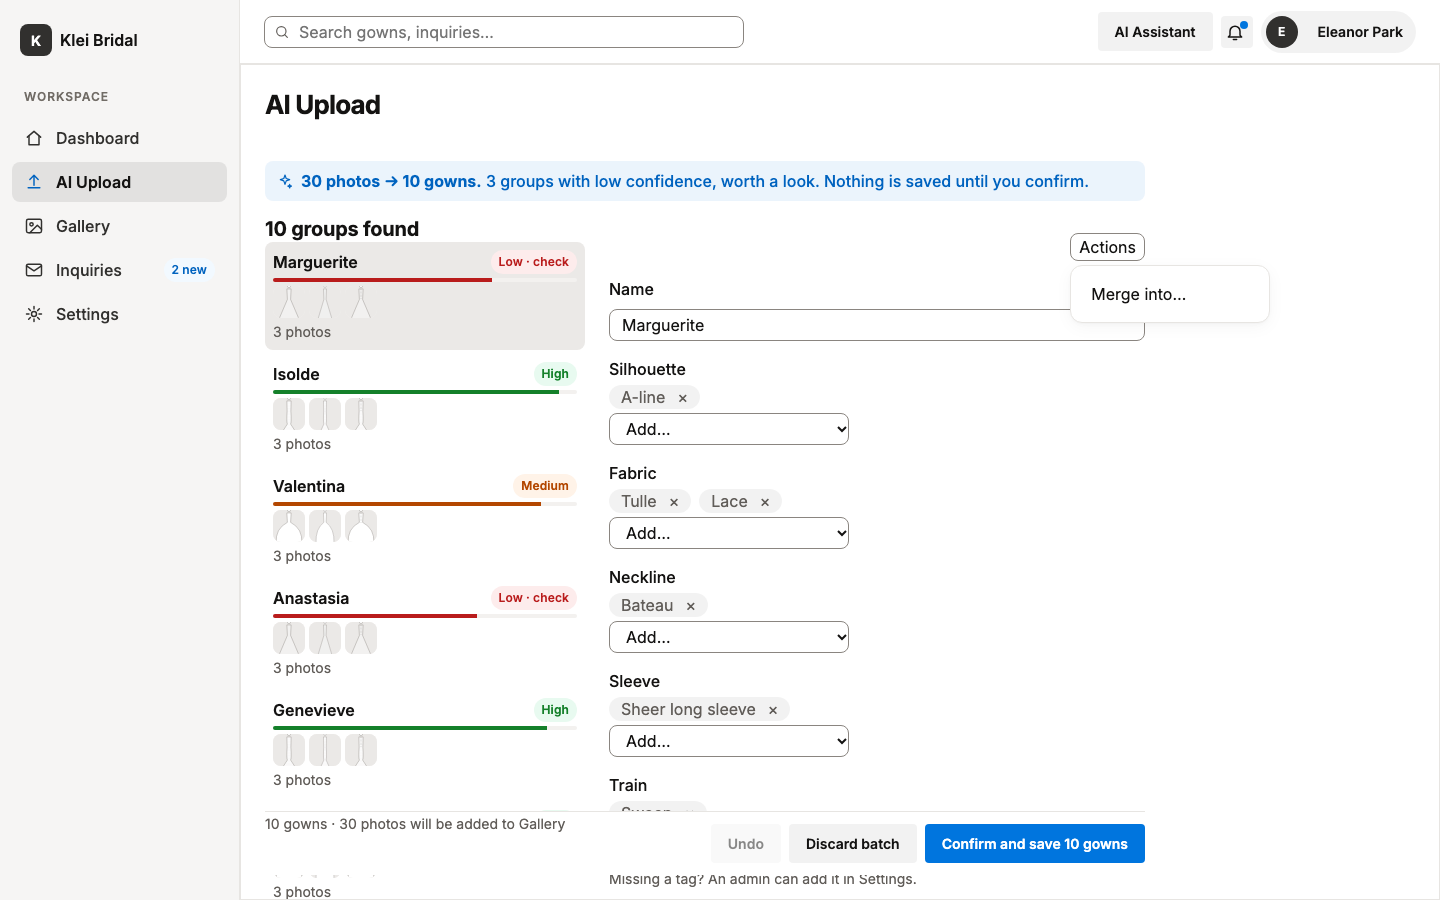 K Klei Bridal
WORKSPACE
Dashboard
AI Upload
Gallery
Inquiries 2 new
Settings
Search gowns, inquiries...
AI Assistant
E Eleanor Park
AI Upload
30 photos → 10 gowns. 3 groups with low confidence, worth a look. Nothing is saved until you confirm.
10 groups found
Marguerite Low · check
3 photos
Isolde High
3 photos
Valentina Medium
3 photos
Anastasia Low · check
3 photos
Genevieve High
3 photos
3 photos
Actions
Merge into...
Name
Marguerite
Silhouette
A-line ×
Add...
Fabric
Tulle × Lace ×
Add...
Neckline
Bateau ×
Add...
Sleeve
Sheer long sleeve ×
Add...
Train
Missing a tag? An admin can add it in Settings.
10 gowns · 30 photos will be added to Gallery
Undo
Discard batch
Confirm and save 10 gowns